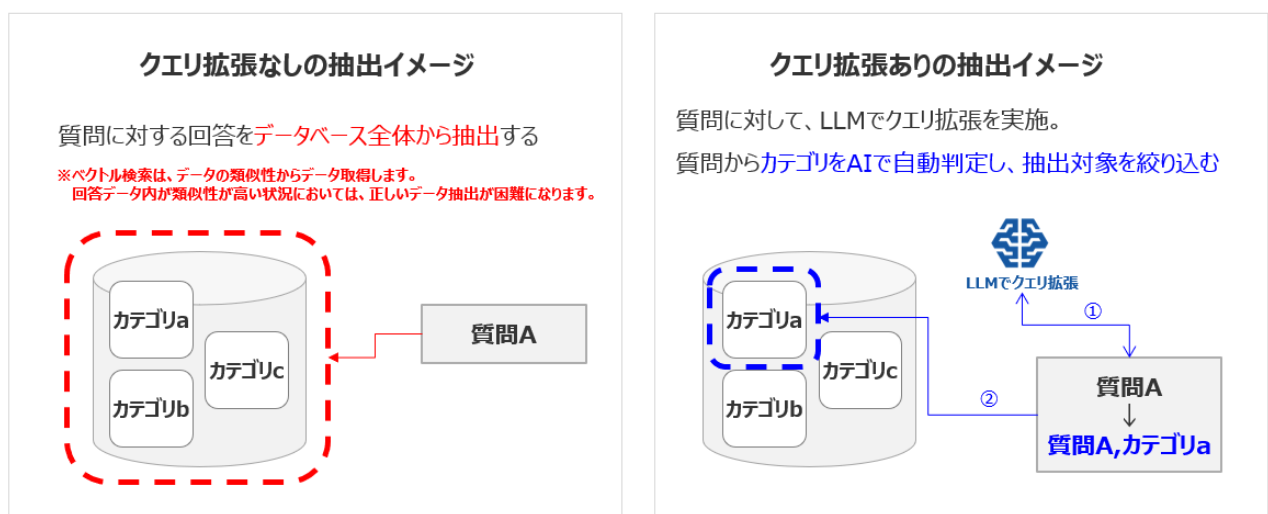 クエリ拡張なしの抽出イメージ
質問に対する回答をデータベース全体から抽出する
※ベクトル検索は、データの類似性からデータ取得します。
回答データ内が類似性が高い状況においては、正しいデータ抽出が困難になります。
カテゴリa
カテゴリc
カテゴリb
質問A
クエリ拡張ありの抽出イメージ
質問に対して、LLMでクエリ拡張を実施。
質問からカテゴリをAIで自動判定し、抽出対象を絞り込む
LLMでクエリ拡張
①
カテゴリa
カテゴリc
カテゴリb
②
質問A
↓
質問A,カテゴリa